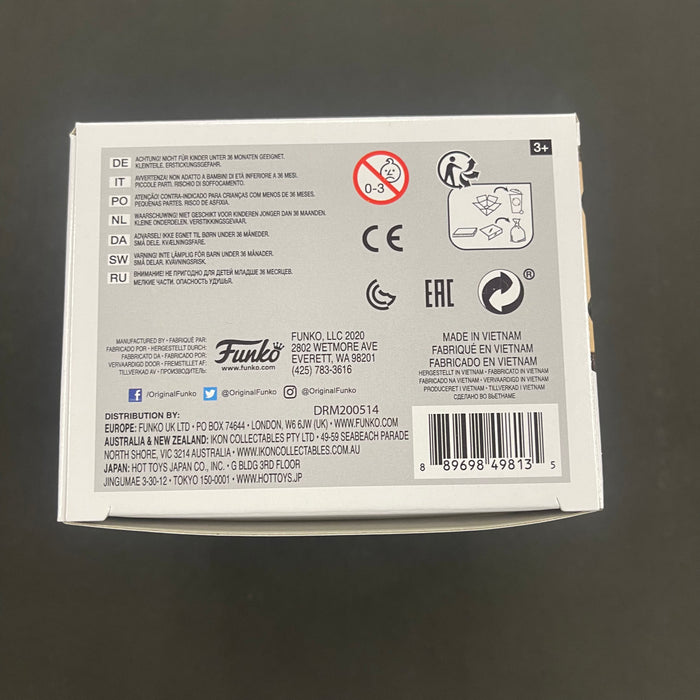 3+
DE ACHTUNG! NICHT FÜR KINDER UNTER 36 MONATEN GEEIGNET.
KLEINTEILE. ERSTICKUNGSGEFAHR.
IT AVVERTENZA! NON ADATTO A BAMBINI DI ETÀ INFERIORE A 36 MESI.
PICCOLE PARTI. RISCHIO DI SOFFOCAMENTO.
PO ATENÇÃO! CONTRA-INDICADO PARA CRIANÇAS COM MENOS DE 36 MESES.
PEQUENAS PARTES. RISCO DE ASFIXIA.
NL WAARSCHUWING! NIET GESCHIKT VOOR KINDEREN JONGER DAN 36 MAANDEN.
KLEINE ONDERDELEN. VERSTIKKINGSGEVAAR.
DA ADVARSEL! IKKE EGNET TIL BØRN UNDER 36 MÅNEDER.
SMÅ DELE. KVÆLNINGSFARE.
SW VARNING! INTE LÄMPLIG FÖR BARN UNDER 36 MÅNADER.
SMÅ DELAR. KVÄVNINGSRISK.
RU ВНИМАНИЕ! НЕ ПРИГОДНО ДЛЯ ДЕТЕЙ МЛАДШЕ 36 МЕСЯЦЕВ.
МЕЛКИЕ ЧАСТИ. ОПАСНОСТЬ УДУШЬЯ.
0-3
CE
EAC
®
MANUFACTURED BY • FABRIQUÉ PAR:
FABRICADO POR • HERGESTELLT DURCH:
FABBRICATO DA • FABRICADO POR:
VERVAARDIGD DOOR • FREMSTILLET AF:
TILLVERKAD AV • ПРОИЗВЕДЕНО:
Funko
www.funko.com
FUNKO, LLC 2020
2802 WETMORE AVE
EVERETT, WA 98201
(425) 783-3616
MADE IN VIETNAM
FABRIQUÉ EN VIETNAM
FABRICADO EN VIETNAM
HERGESTELLT IN VIETNAM • FABBRICATO IN VIETNAM
FABRICADO NA VIETNAM • VERVAARDIGD IN VIETNAM
PRODUCERET I VIETNAM • TILLVERKAD I VIETNAM
СДЕЛАНО ВО ВЬЕТНАМЕ
/OriginalFunko @OriginalFunko @OriginalFunko
DRM200514
DISTRIBUTION BY:
EUROPE: FUNKO UK LTD • PO BOX 74644 • LONDON, W6 6JW (UK) • WWW.FUNKO.COM
AUSTRALIA & NEW ZEALAND: IKON COLLECTABLES PTY LTD • 49-59 SEABEACH PARADE
NORTH SHORE, VIC 3214 AUSTRALIA • WWW.IKONCOLLECTABLES.COM.AU
JAPAN: HOT TOYS JAPAN CO., INC. • G BLDG 3RD FLOOR
JINGUMAE 3-30-12 • TOKYO 150-0001 • WWW.HOTTOYS.JP
8 89698 49813 5